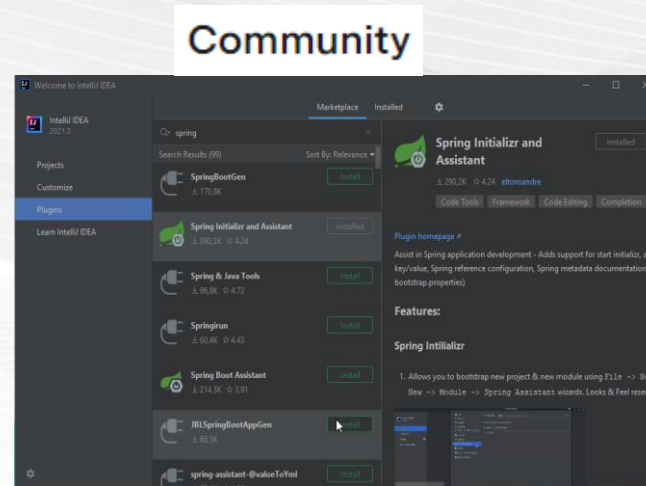 Community
Welcome to IntelliJ IDEA
IntelliJ IDEA
2021.3
Projects
Customize
Plugins
Learn IntelliJ IDEA
Marketplace Installed
spring
Search Results (99) Sort By: Relevance
SpringBootGen Install
170,8K
Spring Initializr and Assistant Installed
290,2K 4.24
Spring & Java Tools Install
96,8K 4.72
Springirun Install
60,4K 4.43
Spring Boot Assistant Install
214,3K 3.91
JBLSpringBootAppGen Install
66,5K
spring-assistant-@valueToYml Install
Spring Initializr and
Assistant
Installed
290,2K 4.24 eltonsandre
Code Tools Framework Code Editing Completion
Plugin homepage
Assist in Spring application development - Adds support for start initializr,
key/value, Spring reference configuration, Spring metadata documentation
bootstrap.properties)
Features:
Spring Intilializr
1. Allows you to bootstrap new project & new module using File ->
New -> Module -> Spring Assistant wizards. Looks & Feel